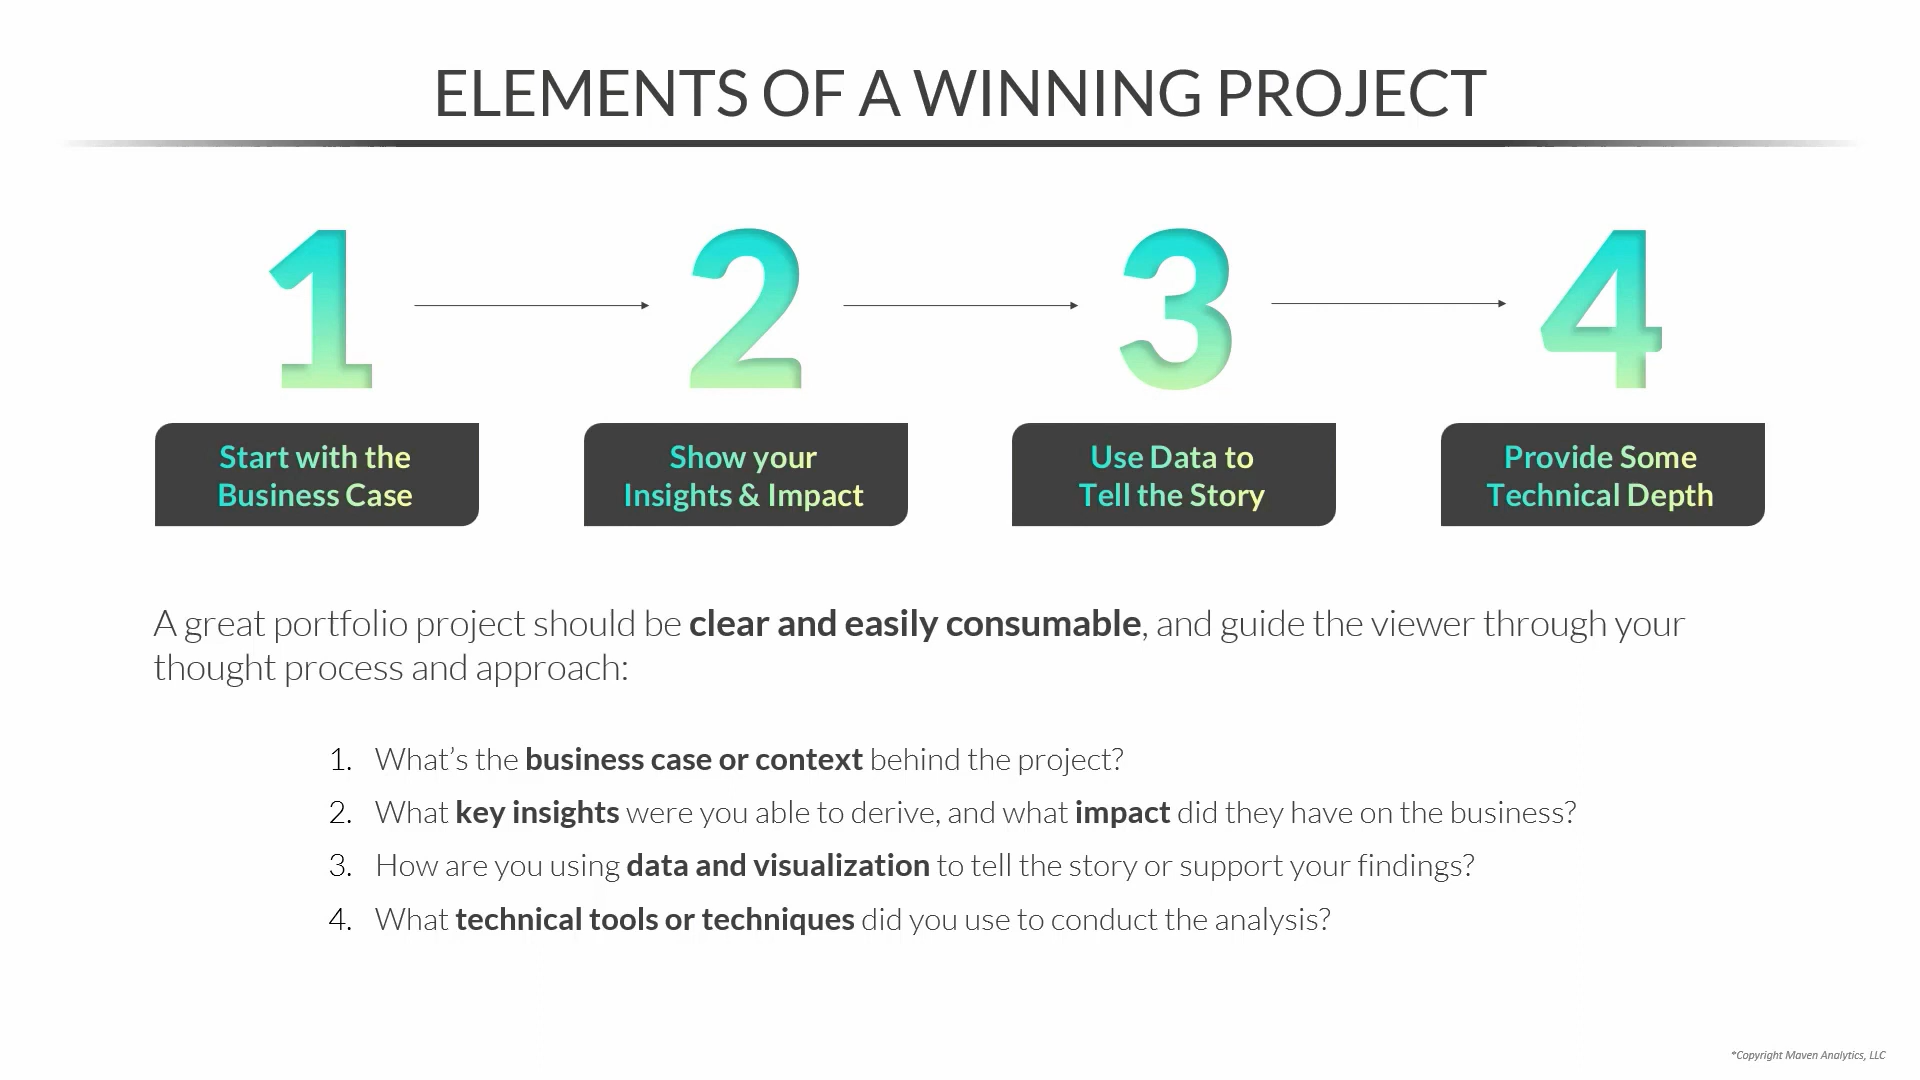 ELEMENTS OF A WINNING PROJECT
1
2
3
4
Start with the
Business Case
Show your
Insights & Impact
Use Data to
Tell the Story
Provide Some
Technical Depth
A great portfolio project should be clear and easily consumable, and guide the viewer through your
thought process and approach:
1. What’s the business case or context behind the project?
2. What key insights were you able to derive, and what impact did they have on the business?
3. How are you using data and visualization to tell the story or support your findings?
4. What technical tools or techniques did you use to conduct the analysis?
*Copyright Maven Analytics, LLC